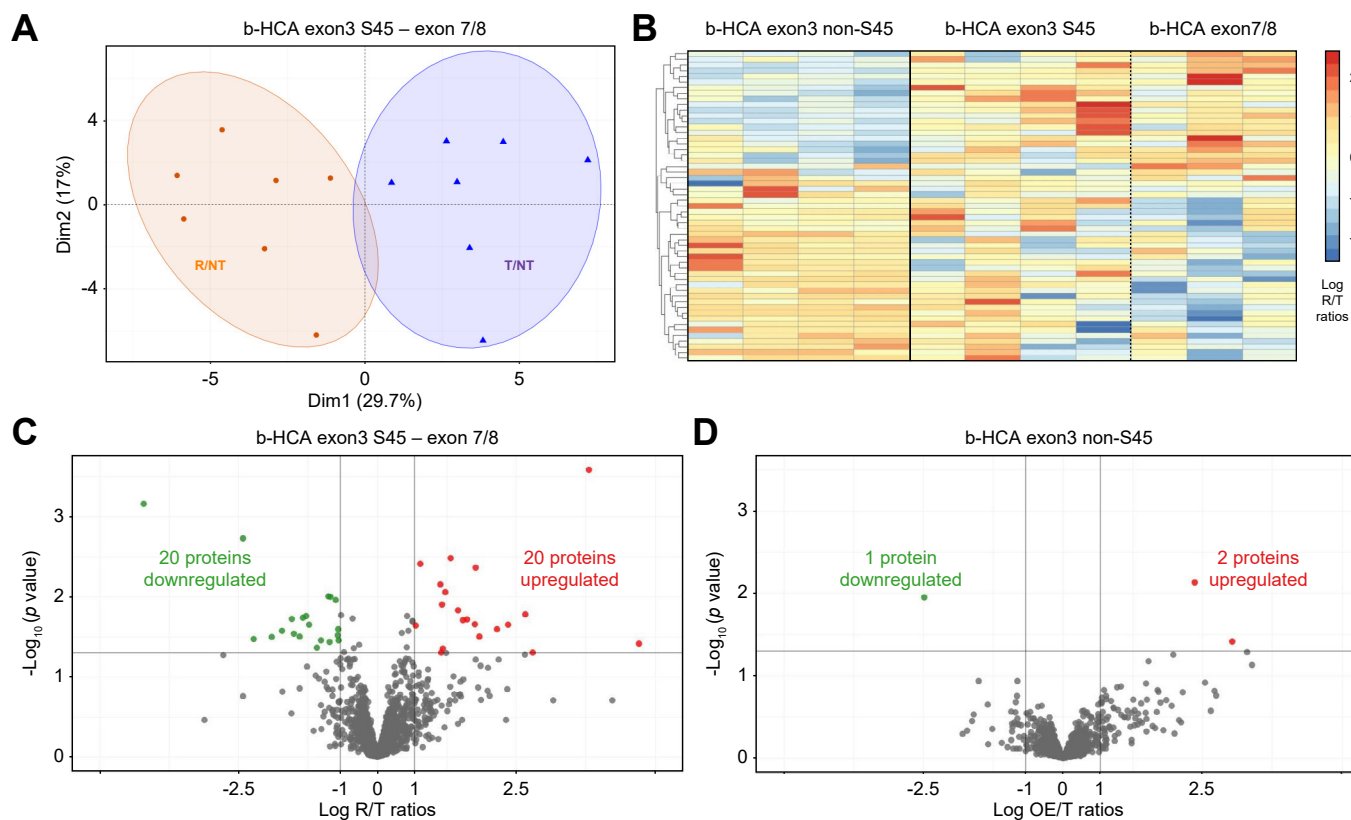 A
b-HCA exon3 S45 – exon 7/8
Dim2 (17%)
4
0
-4
R/NT
T/NT
-5
0
5
Dim1 (29.7%)
B
b-HCA exon3 non-S45
b-HCA exon3 S45
b-HCA exon7/8
Log
R/T
ratios
C
b-HCA exon3 S45 – exon 7/8
-Log10 (p value)
3
2
1
0
20 proteins
downregulated
20 proteins
upregulated
-2.5
-1
0
1
2.5
Log R/T ratios
D
b-HCA exon3 non-S45
-Log10 (p value)
3
2
1
0
1 protein
downregulated
2 proteins
upregulated
-2.5
-1
0
1
2.5
Log OE/T ratios